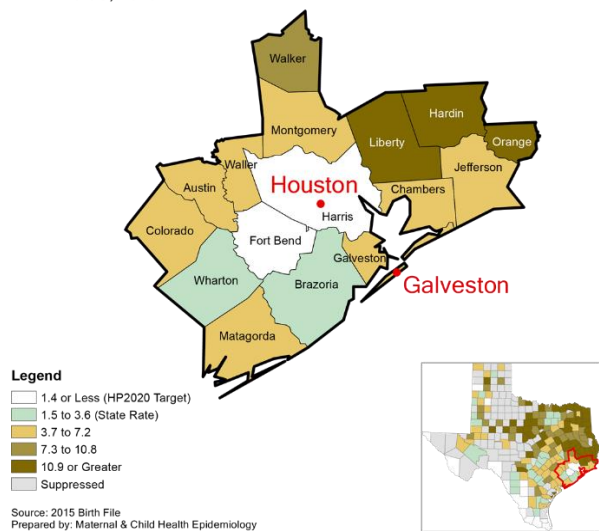 Walker
Montgomery
Hardin
Liberty
Orange
Waller
Jefferson
Austin
Houston
Chambers
Harris
Colorado
Fort Bend
Galveston
Wharton
Brazoria
Galveston
Matagorda
Legend
1.4 or Less (HP2020 Target)
1.5 to 3.6 (State Rate)
3.7 to 7.2
7.3 to 10.8
10.9 or Greater
Suppressed
Source: 2015 Birth File
Prepared by: Maternal & Child Health Epidemiology